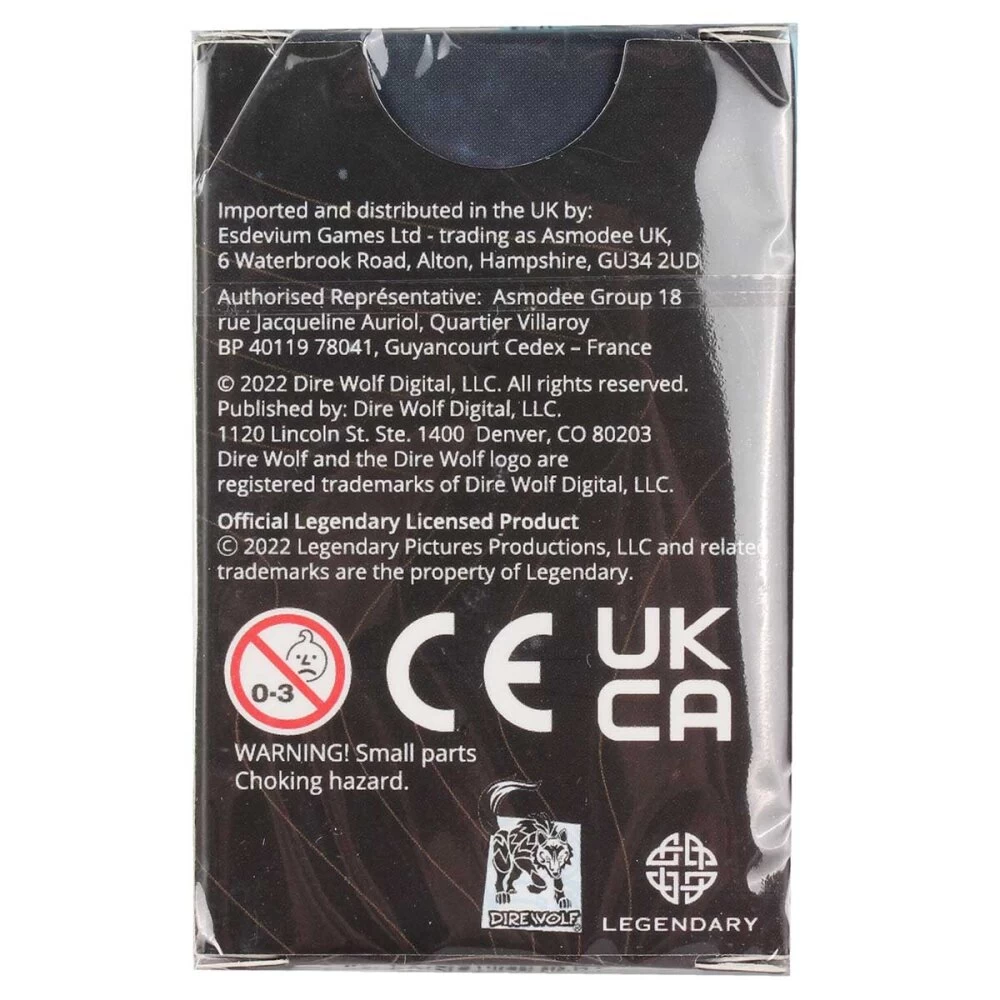 Imported and distributed in the UK by:
Esdevium Games Ltd - trading as Asmodee UK,
6 Waterbrook Road, Alton, Hampshire, GU34 2UD
Authorised Représentative: Asmodee Group 18
rue Jacqueline Auriol, Quartier Villaroy
BP 40119 78041, Guyancourt Cedex – France
© 2022 Dire Wolf Digital, LLC. All rights reserved.
Published by: Dire Wolf Digital, LLC.
1120 Lincoln St. Ste. 1400 Denver, CO 80203
Dire Wolf and the Dire Wolf logo are
registered trademarks of Dire Wolf Digital, LLC.
Official Legendary Licensed Product
© 2022 Legendary Pictures Productions, LLC and related
trademarks are the property of Legendary.
0-3
CE
UK
CA
WARNING! Small parts
Choking hazard.
DIRE WOLF
LEGENDARY